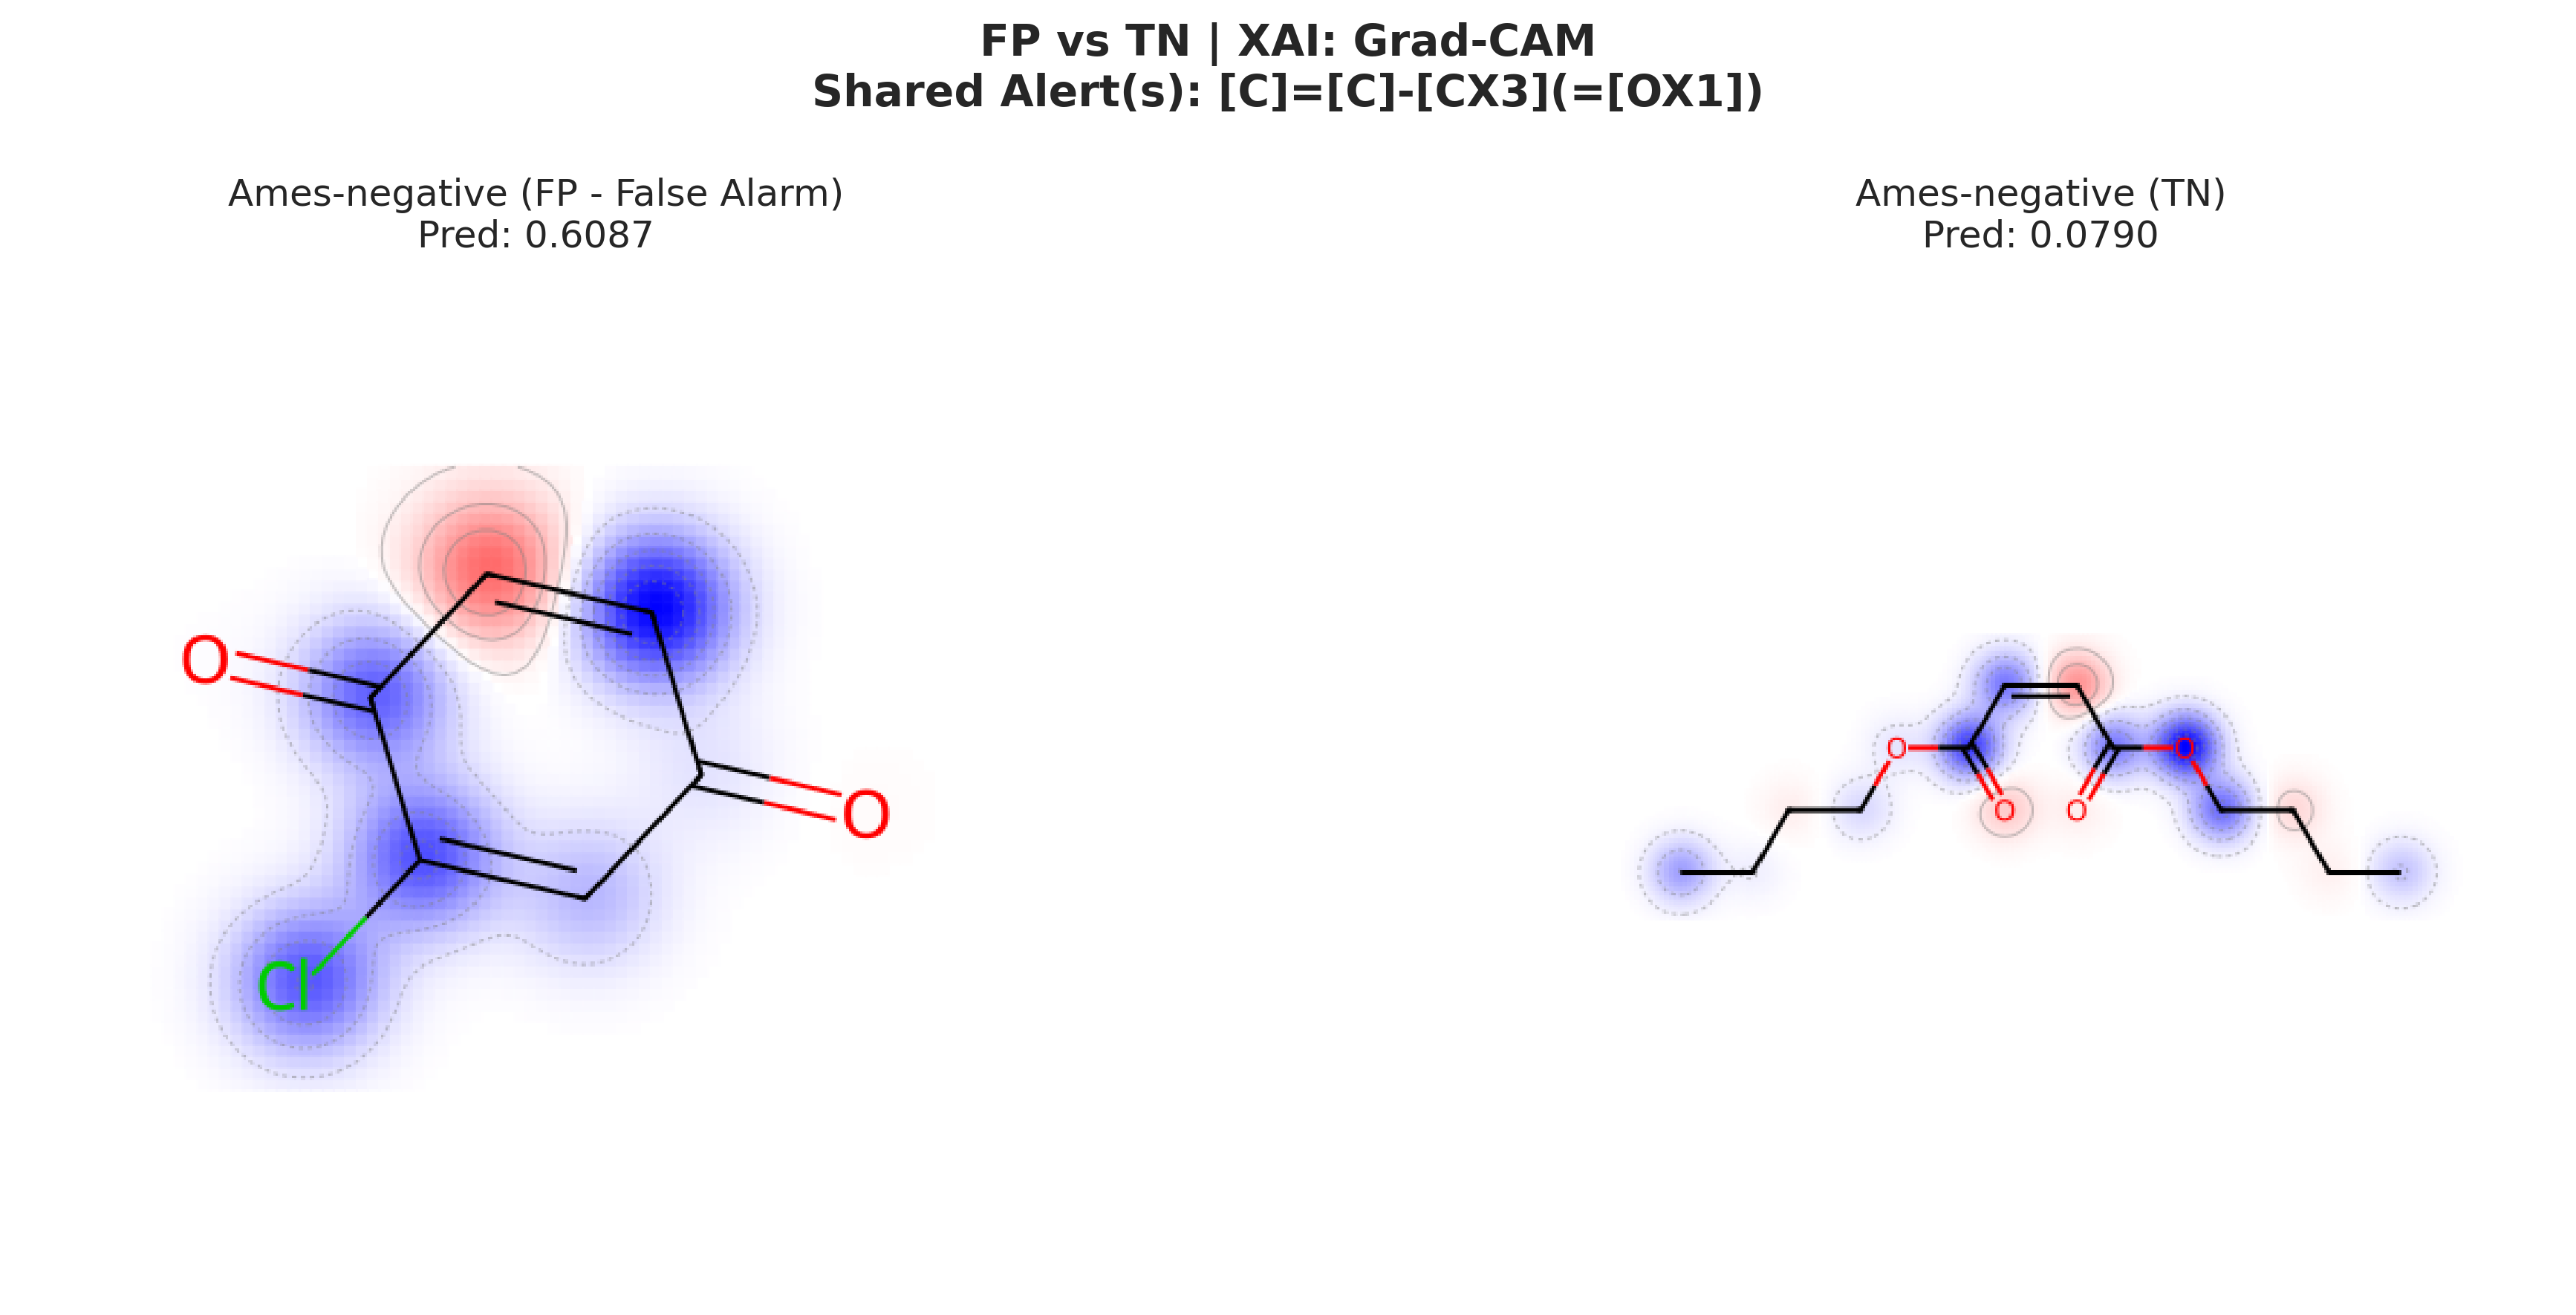 FP vs TN | XAI: Grad-CAM
Shared Alert(s): [C]=[C]-[CX3](=[OX1])
Ames-negative (FP - False Alarm)
Pred: 0.6087
Ames-negative (TN)
Pred: 0.0790
O
O
Cl
O
O
O
O